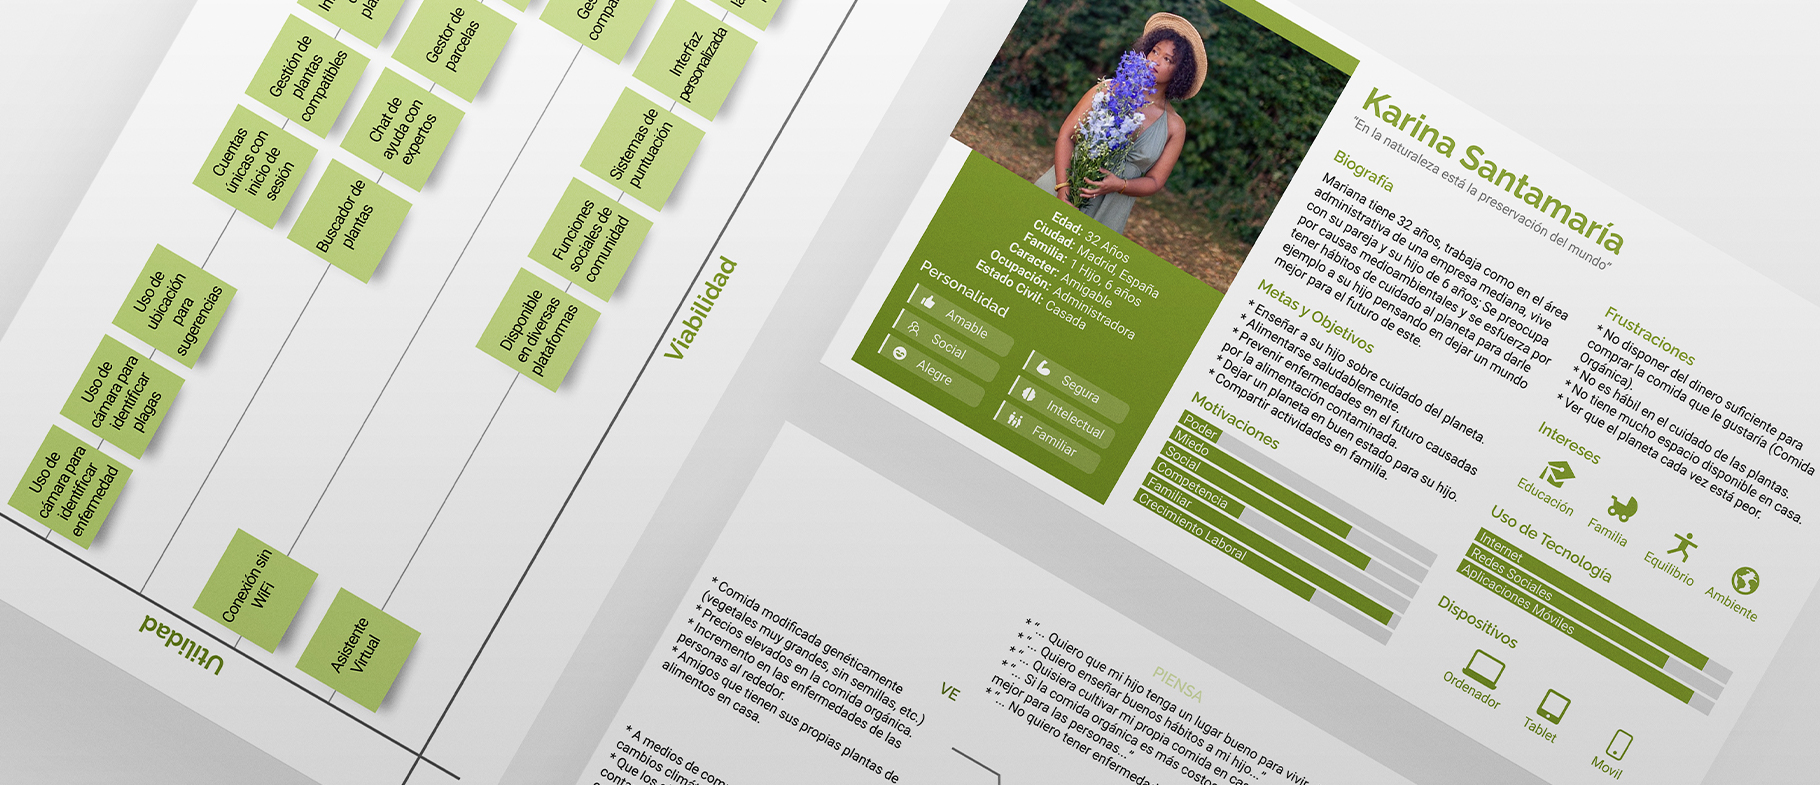 Gestor de
parcelas
Gestión de
plantas
compatibles
Chat de
ayuda con
expertos
Cuentas
únicas con
inicio de
sesión
Buscador de
plantas
Uso de
ubicación
para
sugerencias
Uso de
cámara para
identificar
plagas
Uso de
cámara para
identificar
enfermedad
Conexión sin
WiFi
Asistente
Virtual
Interfaz
personalizada
Sistemas de
puntuación
Funciones
sociales de
comunidad
Disponible
en diversas
plataformas
Viabilidad
Utilidad
Karina Santamaría
"En la naturaleza está la preservación del mundo"
Edad: 32 Años
Ciudad: Madrid, España
Familia: 1 Hijo, 6 años
Caracter: Amigable
Ocupación: Administradora
Estado Civil: Casada
Personalidad
Amable
Social
Alegre
Segura
Intelectual
Familiar
Biografía
Mariana tiene 32 años, trabaja como en el área
administrativa de una empresa mediana, vive
con su pareja y su hijo de 6 años; Se preocupa
por causas medioambientales y se esfuerza por
tener hábitos de cuidado al planeta para darle
ejemplo a su hijo pensando en dejar un mundo
mejor para el futuro de este.
Metas y Objetivos
* Enseñar a su hijo sobre cuidado del planeta.
* Alimentarse saludablemente.
* Prevenir enfermedades en el futuro causadas
por la alimentación contaminada.
* Dejar un planeta en buen estado para su hijo.
* Compartir actividades en familia.
Motivaciones
Poder
Miedo
Social
Competencia
Familiar
Crecimiento Laboral
Frustraciones
* No disponer del dinero suficiente para
comprar la comida que le gustaría (Comida
Orgánica).
* No es hábil en el cuidado de las plantas.
* No tiene mucho espacio disponible en casa.
* Ver que el planeta cada vez está peor.
Intereses
Educación
Familia
Equilibrio
Ambiente
Uso de Tecnología
Internet
Redes Sociales
Aplicaciones Móviles
Dispositivos
Ordenador
Tablet
Movil
* Comida modificada genéticamente
(vegetales muy grandes, sin semillas, etc.)
* Precios elevados en la comida orgánica.
* Incremento en las enfermedades de las
personas al rededor.
* Amigos que tienen sus propias plantas de
alimentos en casa.
VE
PIENSA
* "... Quiero que mi hijo tenga un lugar bueno para vivir
* "... Quiero enseñar buenos hábitos a mi hijo..."
* "... Quisiera cultivar mi propia comida en
* "... Si la comida orgánica es más
mejor para las personas..."
* "... No quiero tener
* A medios de
cambios
* Que los